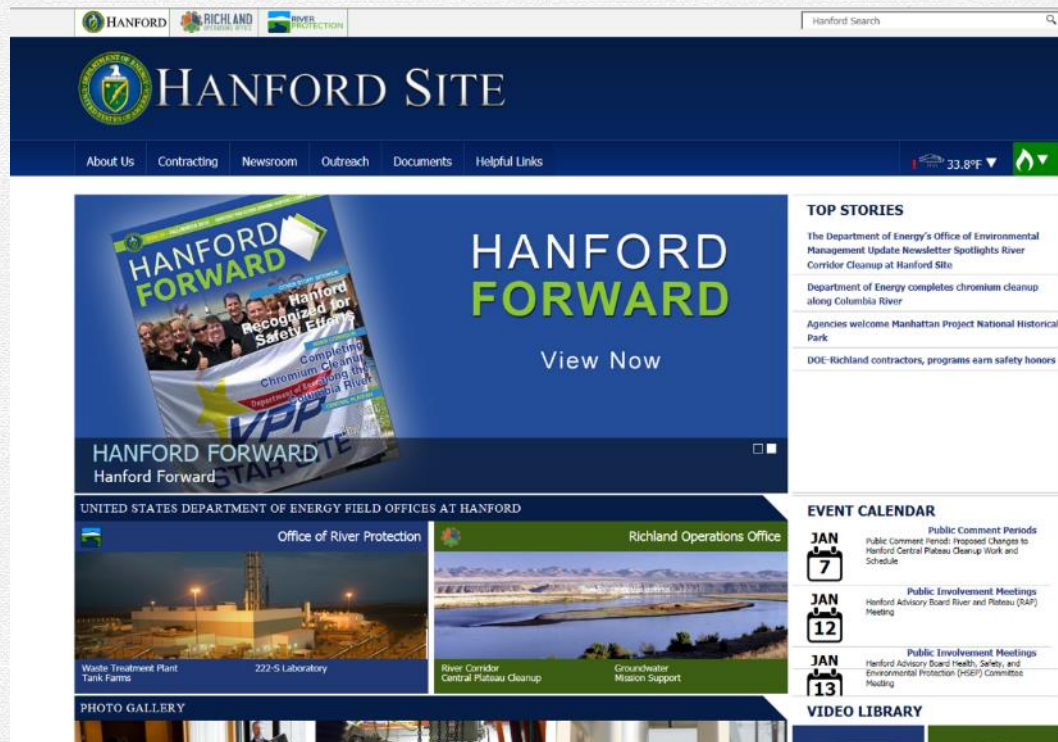 HANFORD
RICHLAND
OPERATIONS OFFICE
RIVER
PROTECTION
Hanford Search
HANFORD SITE
About Us
Contracting
Newsroom
Outreach
Documents
Helpful Links
33.8ºF
HANFORD
FORWARD
Hanford
Recognized for
Safety Efforts
Completing
Chromium Cleanup
along the
Columbia River
Department of Energy
VPP
STAR SITE
HANFORD
FORWARD
View Now
HANFORD FORWARD
Hanford Forward
TOP STORIES
The Department of Energy's Office of Environmental
Management Update Newsletter Spotlights River
Corridor Cleanup at Hanford Site
Department of Energy completes chromium cleanup
along Columbia River
Agencies welcome Manhattan Project National Historical
Park
DOE-Richland contractors, programs earn safety honors
UNITED STATES DEPARTMENT OF ENERGY FIELD OFFICES AT HANFORD
Office of River Protection
Waste Treatment Plant
Tank Farms
222-S Laboratory
Richland Operations Office
River Corridor
Central Plateau Cleanup
Groundwater
Mission Support
EVENT CALENDAR
JAN
7
Public Comment Periods
Public Comment Period: Proposed Changes to
Hanford Central Plateau Cleanup Work and
Schedule
JAN
12
Public Involvement Meetings
Hanford Advisory Board River and Plateau (RAP)
Meeting
JAN
13
Public Involvement Meetings
Hanford Advisory Board Health, Safety, and
Environmental Protection (HSEP) Committee
Meeting
PHOTO GALLERY
VIDEO LIBRARY